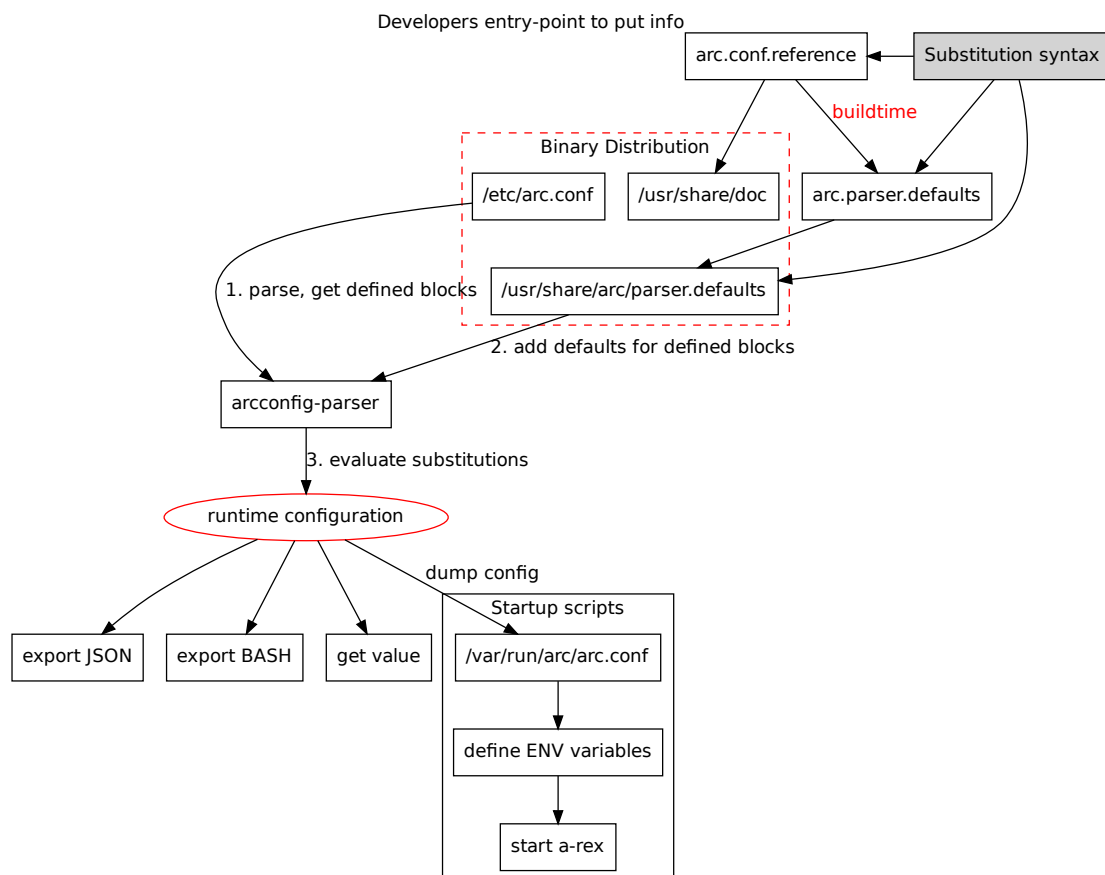 Developers entry-point to put info
arc.conf.reference
Substitution syntax
buildtime
Binary Distribution
/etc/arc.conf
/usr/share/doc
arc.parser.defaults
1. parse, get defined blocks
/usr/share/arc/parser.defaults
2. add defaults for defined blocks
arcconfig-parser
3. evaluate substitutions
runtime configuration
dump config
Startup scripts
export JSON
export BASH
get value
/var/run/arc/arc.conf
define ENV variables
start a-rex